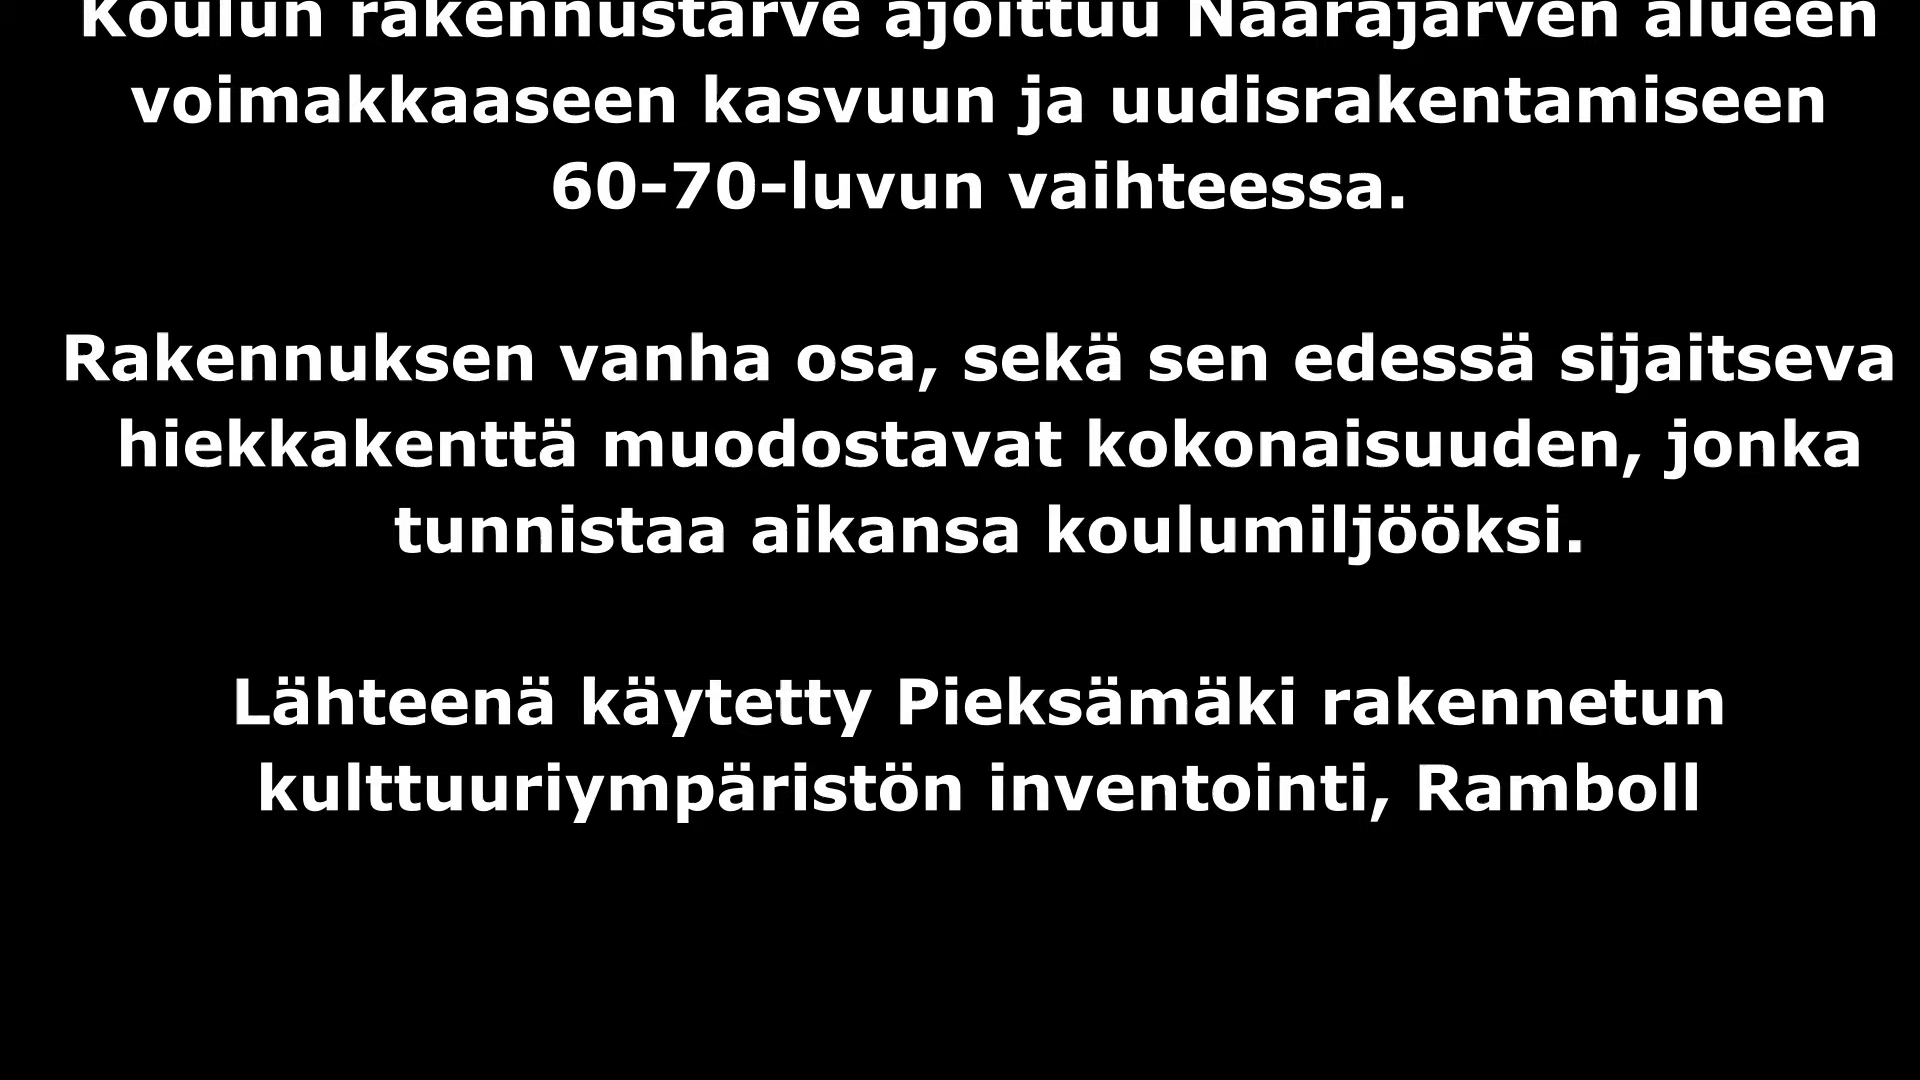 Koulun rakennustarve ajoittuu Naarajärven alueen
voimakkaaseen kasvuun ja uudisrakentamiseen
60-70-luvun vaihteessa.
Rakennuksen vanha osa, sekä sen edessä sijaitseva
hiekkakenttä muodostavat kokonaisuuden, jonka
tunnistaa aikansa koulumiljööksi.
Lähteenä käytetty Pieksämäki rakennetun
kulttuuriympäristön inventointi, Ramboll